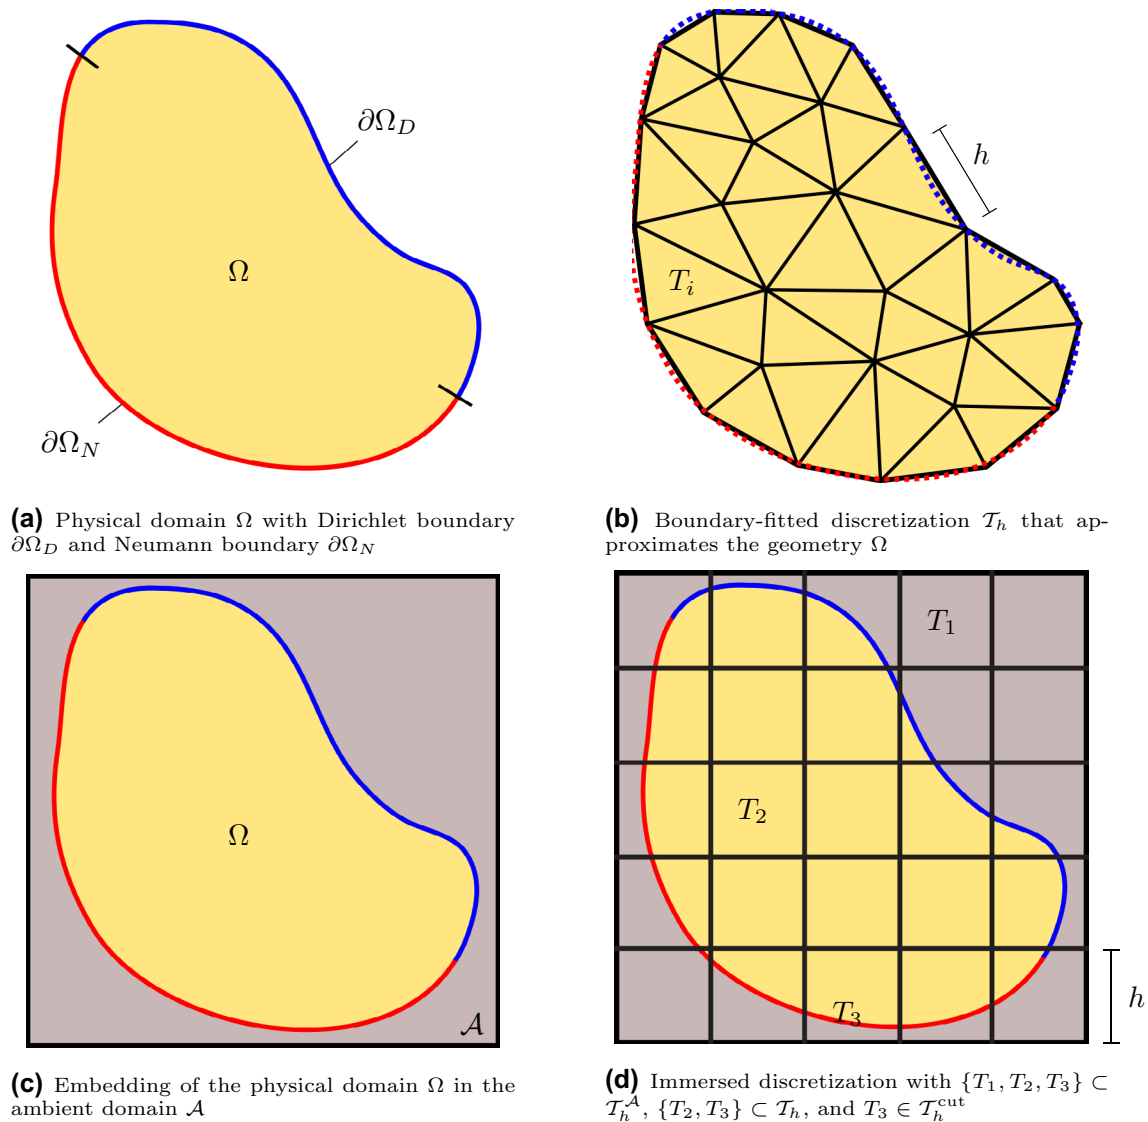 ∂Ω_D
Ω
∂Ω_N
h
T_i
(a) Physical domain Ω with Dirichlet boundary
∂Ω_D and Neumann boundary ∂Ω_N
(b) Boundary-fitted discretization 𝒯_h that ap-
proximates the geometry Ω
Ω
𝒜
T_1
T_2
T_3
h
(c) Embedding of the physical domain Ω in the
ambient domain 𝒜
(d) Immersed discretization with {T_1, T_2, T_3} ⊂
𝒯_h^𝒜, {T_2, T_3} ⊂ 𝒯_h, and T_3 ∈ 𝒯_h^cut